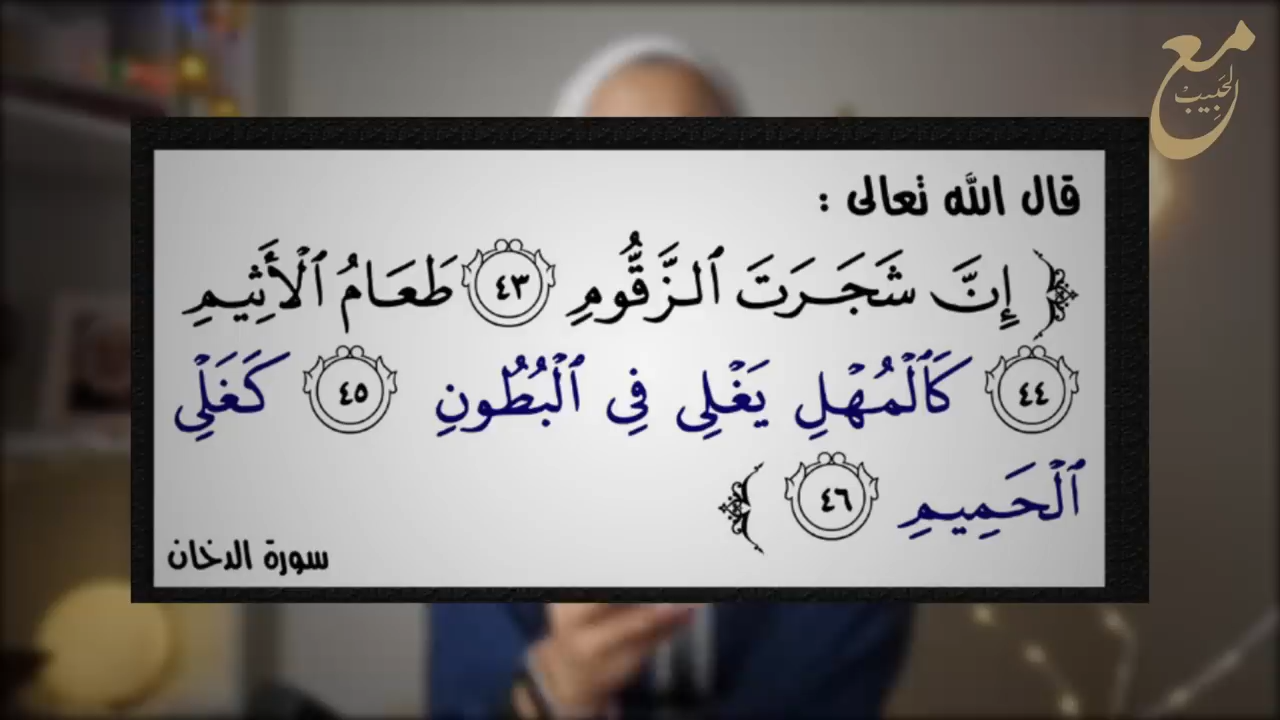 مع الحبيب
قال الله تعالى :
﴿ إِنَّ شَجَرَتَ ٱلزَّقُّومِ ٤٣ طَعَامُ ٱلْأَثِيمِ
٤٤ كَٱلْمُهْلِ يَغْلِى فِى ٱلْبُطُونِ ٤٥ كَغَلْىِ
ٱلْحَمِيمِ ٤٦ ﴾
سورة الدخان